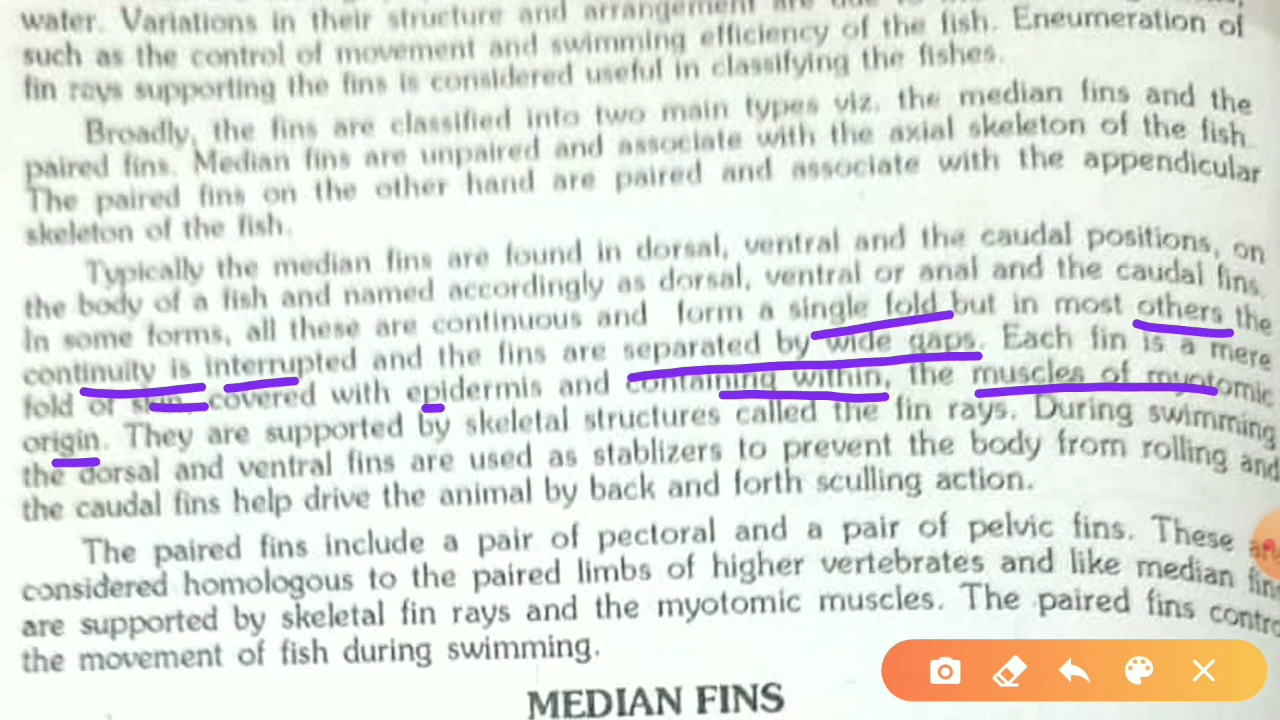 water. Variations in their structure and arrangement are due to
such as the control of movement and swimming efficiency of the fish. Eneumeration of
fin rays supporting the fins is considered useful in classifying the fishes.
Broadly, the fins are classified into two main types viz. the median fins and the
paired fins. Median fins are unpaired and associate with the axial skeleton of the fish.
The paired fins on the other hand are paired and associate with the appendicular
skeleton of the fish.
Typically the median fins are found in dorsal, ventral and the caudal positions, on
the body of a fish and named accordingly as dorsal, ventral or anal and the caudal fins.
In some forms, all these are continuous and form a single fold but in most others the
continuity is interrupted and the fins are separated by wide gaps. Each fin is a mere
fold of skin covered with epidermis and containing within, the muscles of myotomic
origin. They are supported by skeletal structures called the fin rays. During swimming
the dorsal and ventral fins are used as stablizers to prevent the body from rolling and
the caudal fins help drive the animal by back and forth sculling action.
The paired fins include a pair of pectoral and a pair of pelvic fins. These are
considered homologous to the paired limbs of higher vertebrates and like median fin
are supported by skeletal fin rays and the myotomic muscles. The paired fins contro
the movement of fish during swimming.
MEDIAN FINS